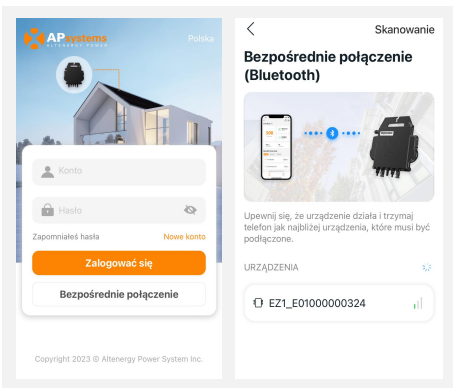 APsystems
ALTENERGY POWER
Polska
Konto
Hasło
Zapomniałeś hasła
Nowe konto
Zalogować się
Bezpośrednie połączenie
Copyright 2023 © Altenergy Power System Inc.
Skanowanie
Bezpośrednie połączenie
(Bluetooth)
Upewnij się, że urządzenie działa i trzymaj
telefon jak najbliżej urządzenia, które musi być
podłączone.
URZĄDZENIA
EZ1_E01000000324